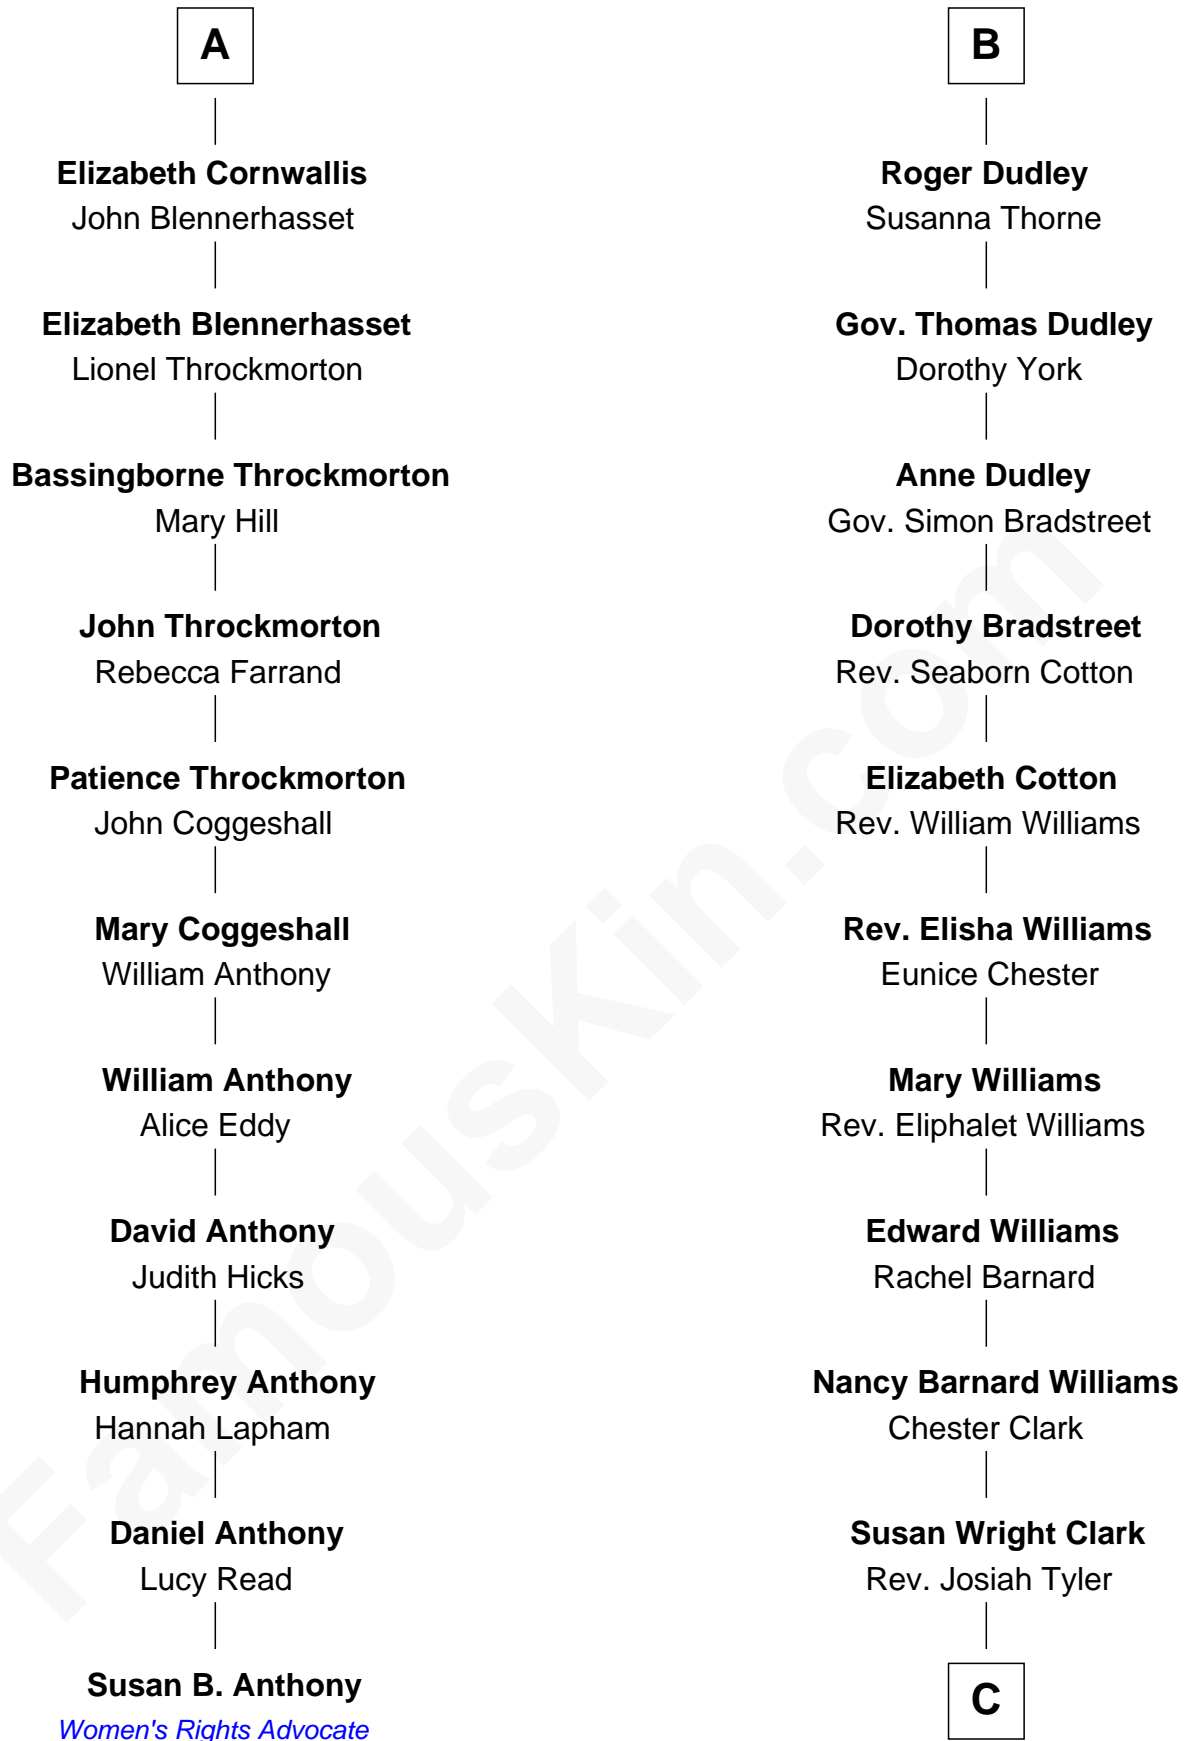 A
Elizabeth Cornwallis
John Blennerhasset
Elizabeth Blennerhasset
Lionel Throckmorton
Bassingborne Throckmorton
Mary Hill
John Throckmorton
Rebecca Farrand
Patience Throckmorton
John Coggeshall
Mary Coggeshall
William Anthony
William Anthony
Alice Eddy
David Anthony
Judith Hicks
Humphrey Anthony
Hannah Lapham
Daniel Anthony
Lucy Read
Susan B. Anthony
Women's Rights Advocate
B
Roger Dudley
Susanna Thorne
Gov. Thomas Dudley
Dorothy York
Anne Dudley
Gov. Simon Bradstreet
Dorothy Bradstreet
Rev. Seaborn Cotton
Elizabeth Cotton
Rev. William Williams
Rev. Elisha Williams
Eunice Chester
Mary Williams
Rev. Eliphalet Williams
Edward Williams
Rachel Barnard
Nancy Barnard Williams
Chester Clark
Susan Wright Clark
Rev. Josiah Tyler
C
FamousKin.com